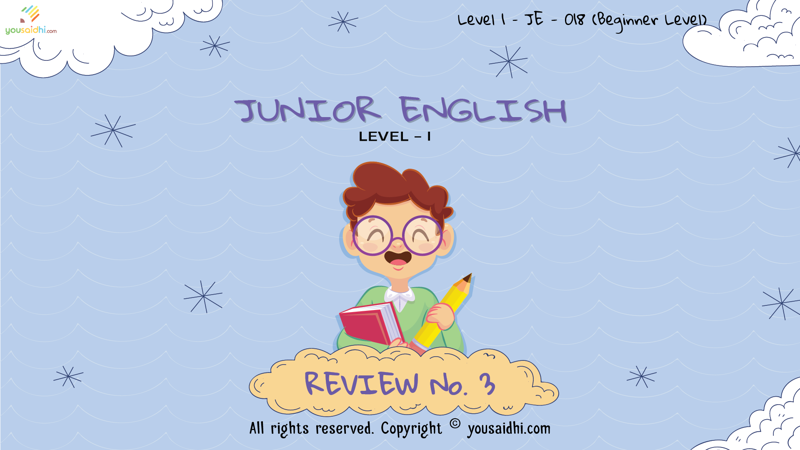 yousaidhi.com
Level 1 - JE - 018 (Beginner Level)
JUNIOR ENGLISH
LEVEL - I
REVIEW No. 3
All rights reserved. Copyright © yousaidhi.com